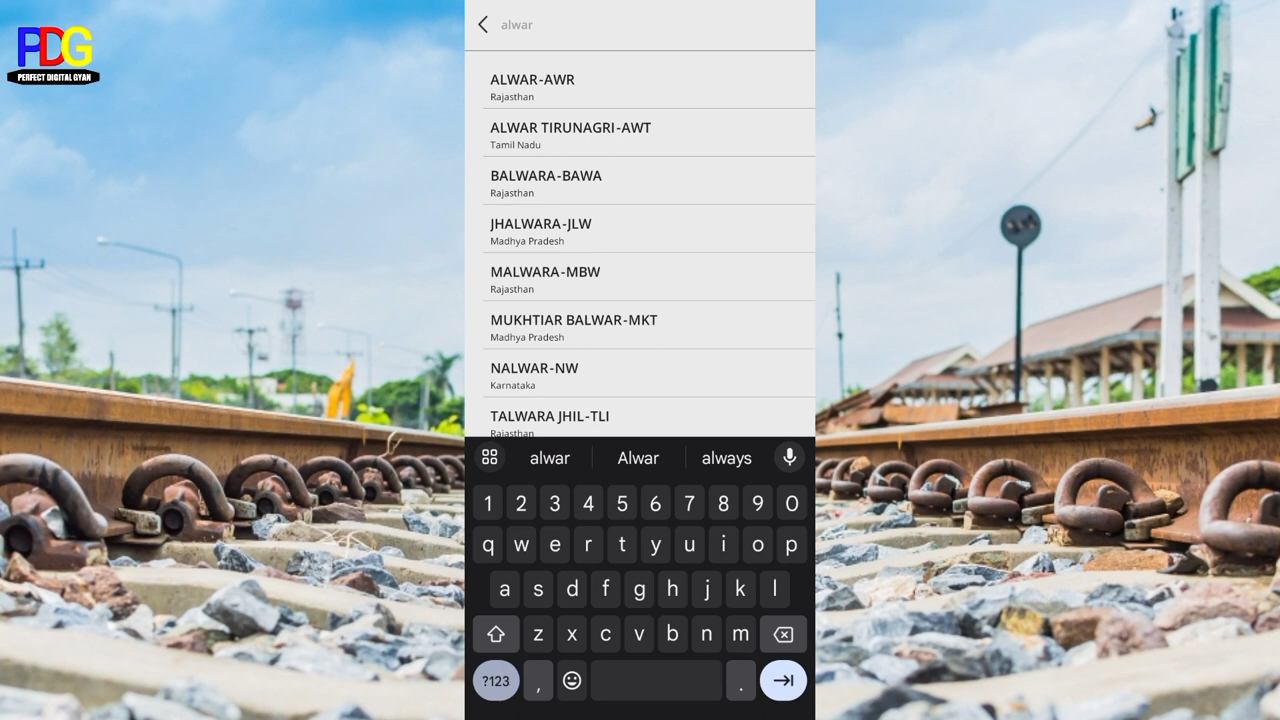 PDG
PERFECT DIGITAL GYAN
alwar
ALWAR-AWR
Rajasthan
ALWAR TIRUNAGRI-AWT
Tamil Nadu
BALWARA-BAWA
Rajasthan
JHALWARA-JLW
Madhya Pradesh
MALWARA-MBW
Rajasthan
MUKHTIAR BALWAR-MKT
Madhya Pradesh
NALWAR-NW
Karnataka
TALWARA JHIL-TLI
Rajasthan
alwar Alwar always
1 2 3 4 5 6 7 8 9 0
q w e r t y u i o p
a s d f g h j k l
z x c v b n m
?123 , .